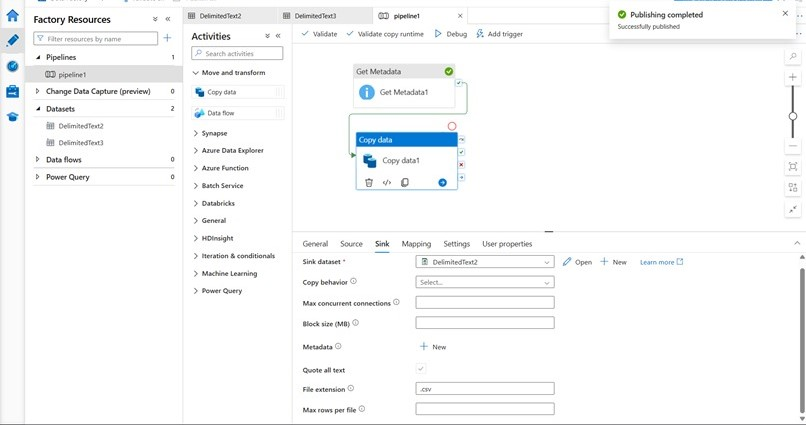 Factory Resources
Filter resources by name
Pipelines 1
pipeline1
Change Data Capture (preview) 0
Datasets 2
DelimitedText2
DelimitedText3
Data flows 0
Power Query 0
DelimitedText2
DelimitedText3
pipeline1
Activities
Search activities
Move and transform
Copy data
Data flow
Synapse
Azure Data Explorer
Azure Function
Batch Service
Databricks
General
HDInsight
Iteration & conditionals
Machine Learning
Power Query
Validate
Validate copy runtime
Debug
Add trigger
Publishing completed
Successfully published
Get Metadata
Get Metadata1
Copy data
Copy data1
General
Source
Sink
Mapping
Settings
User properties
Sink dataset *
DelimitedText2
Open
New
Learn more
Copy behavior
Select...
Max concurrent connections
Block size (MB)
Metadata
New
Quote all text
File extension
.csv
Max rows per file